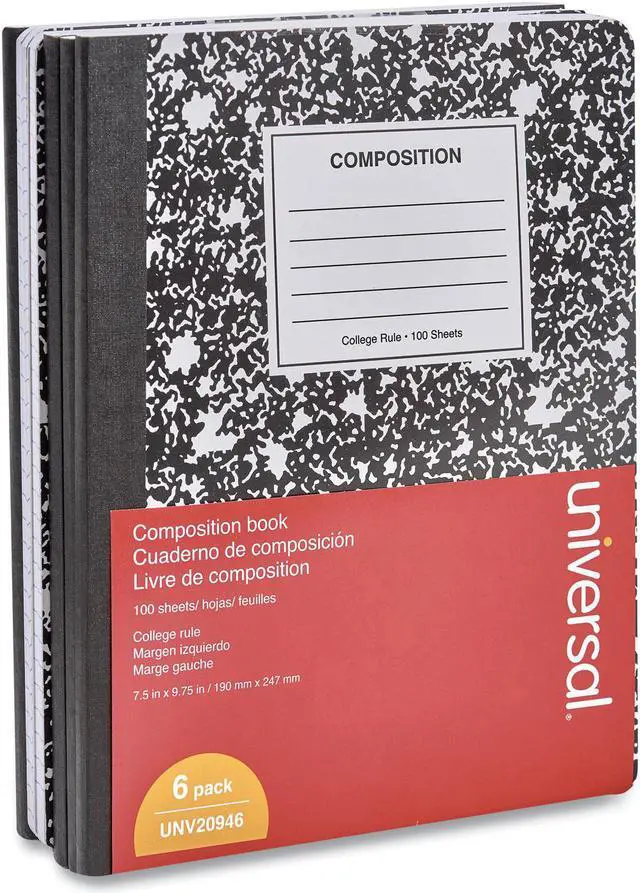 COMPOSITION
College Rule • 100 Sheets
Composition book
Cuaderno de composición
Livre de composition
100 sheets/ hojas/ feuilles
College rule
Margen izquierdo
Marge gauche
7.5 in x 9.75 in / 190 mm x 247 mm
universal®
6 pack
UNV20946